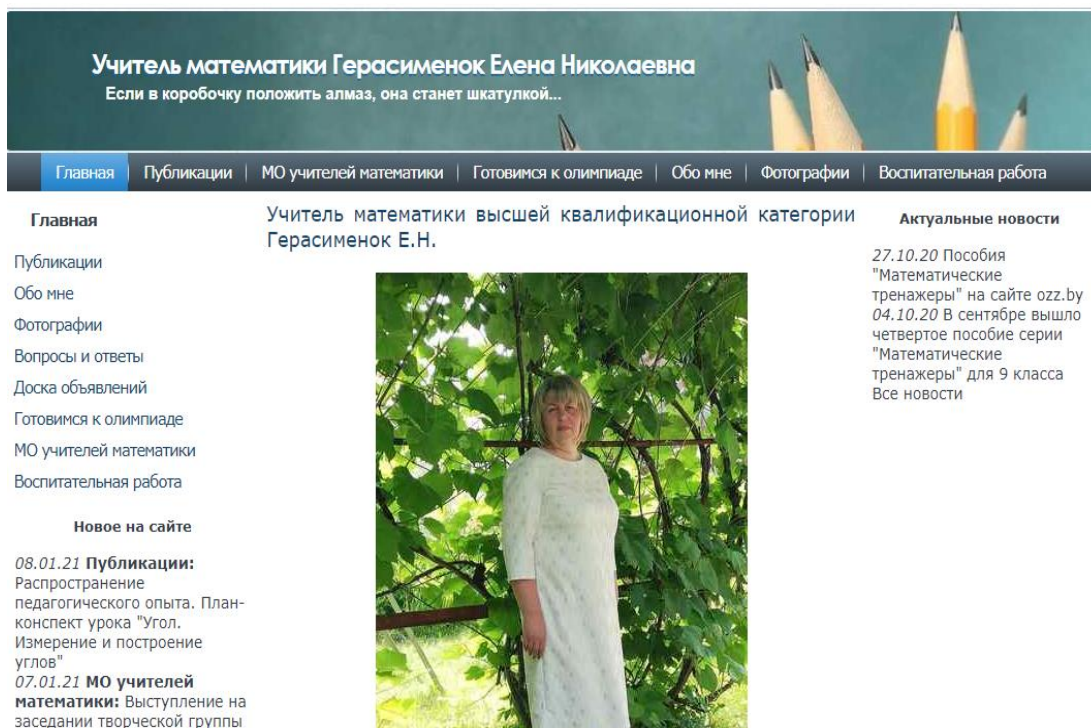 Учитель математики Герасименок Елена Николаевна
Если в коробочку положить алмаз, она станет шкатулкой...
Главная | Публикации | МО учителей математики | Готовимся к олимпиаде | Обо мне | Фотографии | Воспитательная работа
Главная
Публикации
Обо мне
Фотографии
Вопросы и ответы
Доска объявлений
Готовимся к олимпиаде
МО учителей математики
Воспитательная работа
Новое на сайте
08.01.21 Публикации:
Распространение
педагогического опыта. План-
конспект урока "Угол.
Измерение и построение
углов"
07.01.21 МО учителей
математики: Выступление на
заседании творческой группы
Учитель математики высшей квалификационной категории
Герасименок Е.Н.
Актуальные новости
27.10.20 Пособия
"Математические
тренажеры" на сайте ozz.by
04.10.20 В сентябре вышло
четвертое пособие серии
"Математические
тренажеры" для 9 класса
Все новости